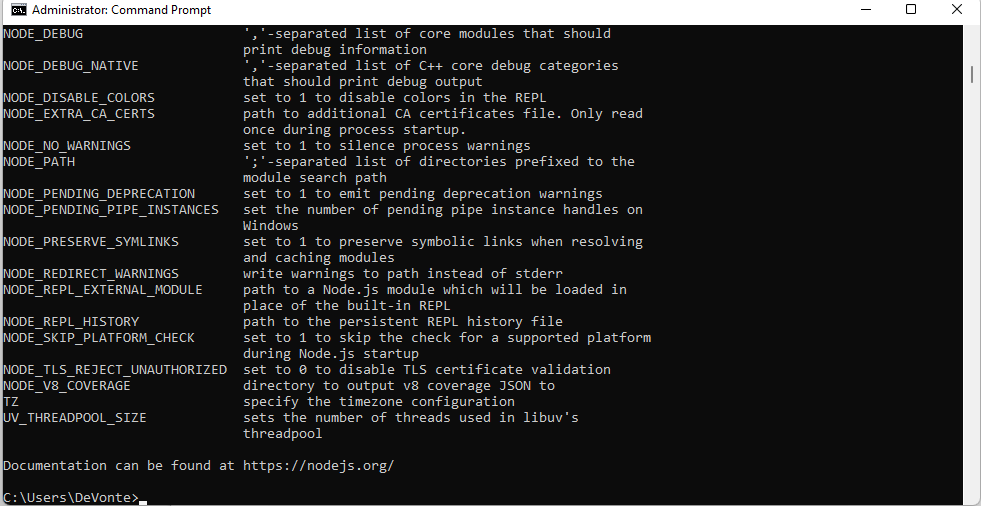 Administrator: Command Prompt
NODE_DEBUG ','-separated list of core modules that should
print debug information
NODE_DEBUG_NATIVE ','-separated list of C++ core debug categories
that should print debug output
NODE_DISABLE_COLORS set to 1 to disable colors in the REPL
NODE_EXTRA_CA_CERTS path to additional CA certificates file. Only read
once during process startup.
NODE_NO_WARNINGS set to 1 to silence process warnings
NODE_PATH ';'-separated list of directories prefixed to the
module search path
NODE_PENDING_DEPRECATION set to 1 to emit pending deprecation warnings
NODE_PENDING_PIPE_INSTANCES set the number of pending pipe instance handles on
Windows
NODE_PRESERVE_SYMLINKS set to 1 to preserve symbolic links when resolving
and caching modules
NODE_REDIRECT_WARNINGS write warnings to path instead of stderr
NODE_REPL_EXTERNAL_MODULE path to a Node.js module which will be loaded in
place of the built-in REPL
NODE_REPL_HISTORY path to the persistent REPL history file
NODE_SKIP_PLATFORM_CHECK set to 1 to skip the check for a supported platform
during Node.js startup
NODE_TLS_REJECT_UNAUTHORIZED set to 0 to disable TLS certificate validation
NODE_V8_COVERAGE directory to output v8 coverage JSON to
TZ specify the timezone configuration
UV_THREADPOOL_SIZE sets the number of threads used in libuv's
threadpool
Documentation can be found at https://nodejs.org/
C:\Users\DeVonte>